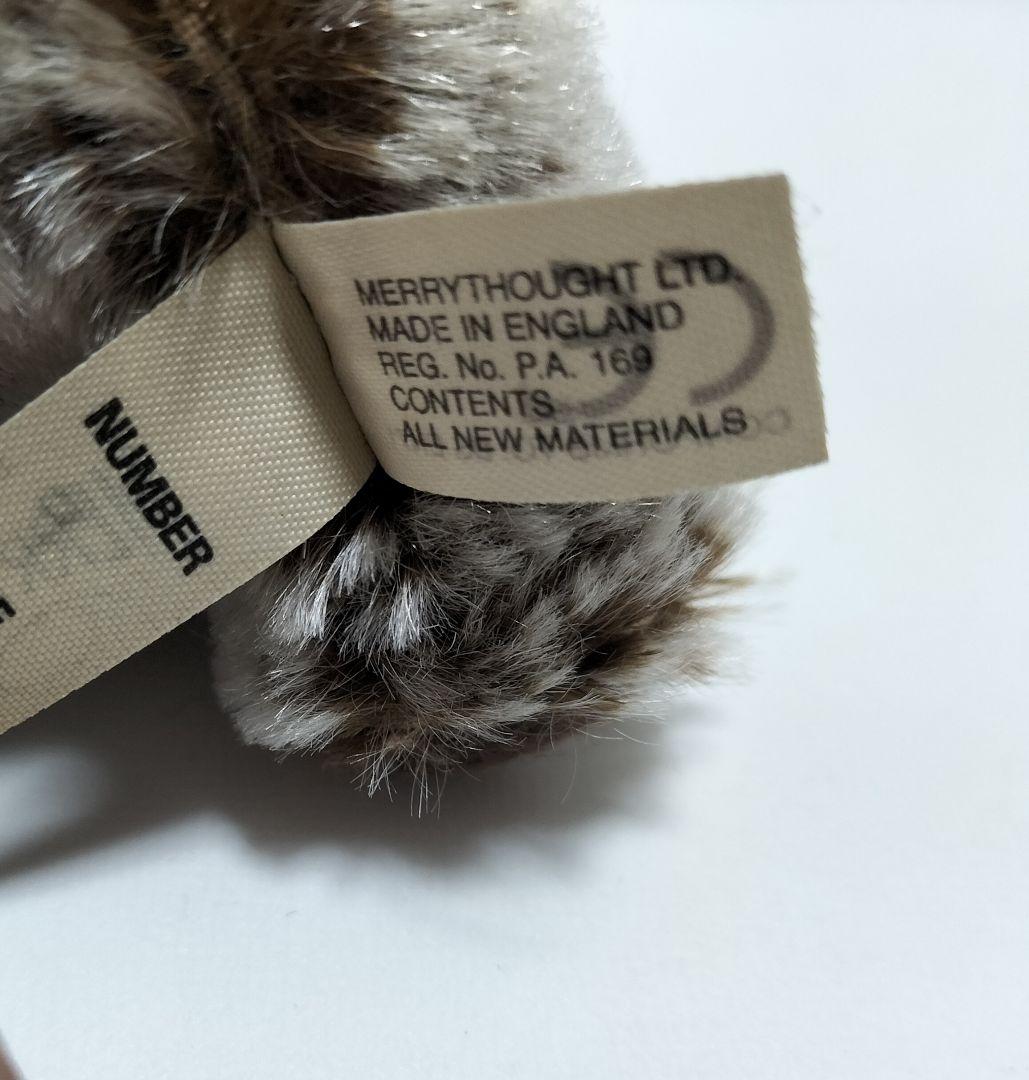 MERRYTHOUGHT LTD.
MADE IN ENGLAND
REG. No. P.A. 169
CONTENTS
ALL NEW MATERIALS
NUMBER